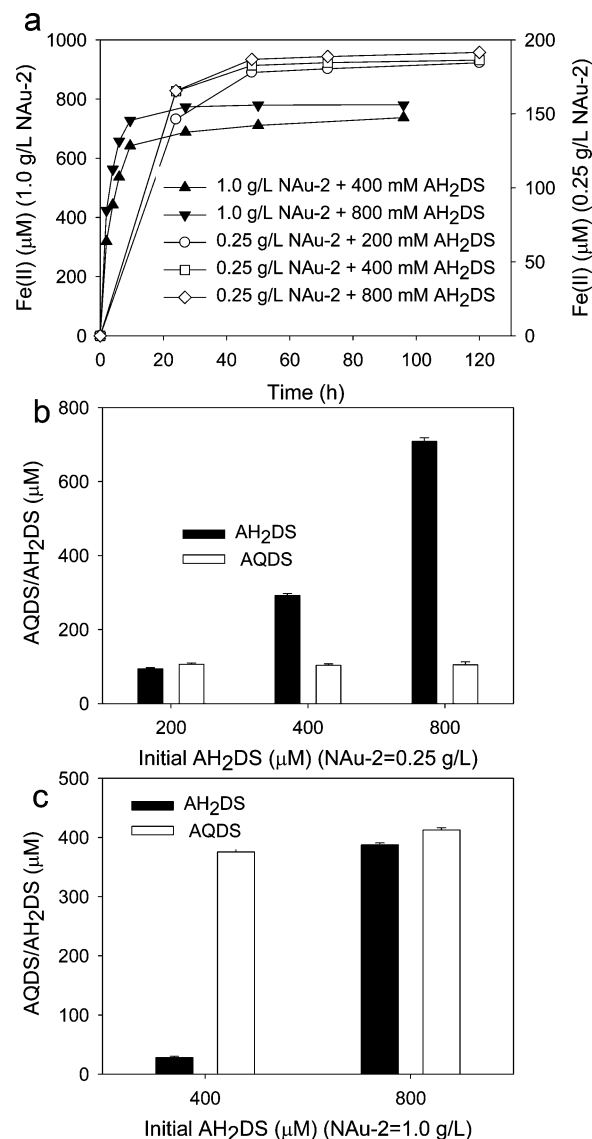 a
1000
800
600
400
200
0
Fe(II) (μM) (1.0 g/L NAu-2)
200
150
100
50
0
Fe(II) (μM) (0.25 g/L NAu-2)
1.0 g/L NAu-2 + 400 mM AH₂DS
1.0 g/L NAu-2 + 800 mM AH₂DS
0.25 g/L NAu-2 + 200 mM AH₂DS
0.25 g/L NAu-2 + 400 mM AH₂DS
0.25 g/L NAu-2 + 800 mM AH₂DS
0 20 40 60 80 100 120
Time (h)
b
800
600
400
200
0
AQDS/AH₂DS (μM)
AH₂DS
AQDS
200 400 800
Initial AH₂DS (μM) (NAu-2=0.25 g/L)
c
500
400
300
200
100
0
AQDS/AH₂DS (μM)
AH₂DS
AQDS
400 800
Initial AH₂DS (μM) (NAu-2=1.0 g/L)